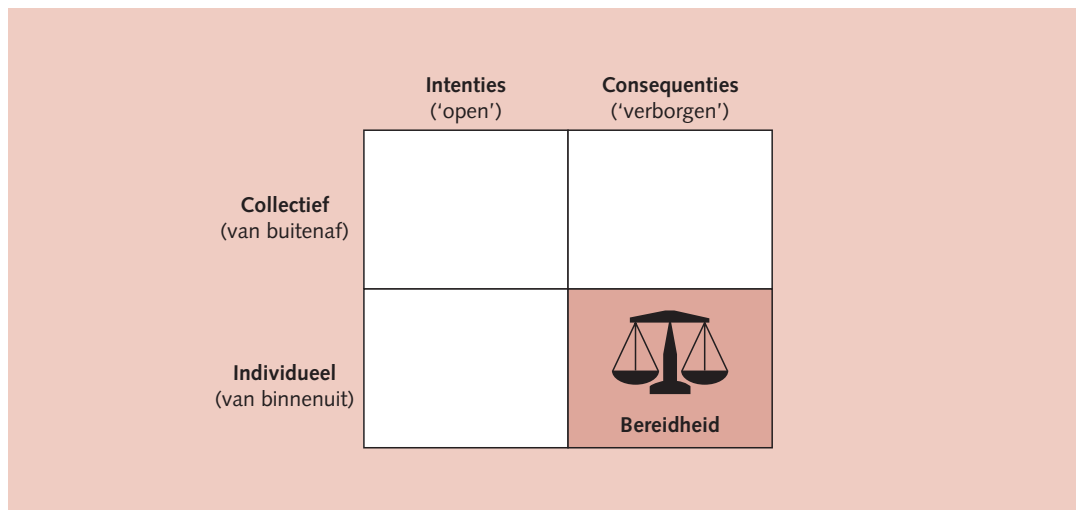 Intenties
(‘open’)
Consequenties
(‘verborgen’)
Collectief
(van buitenaf)
Individueel
(van binnenuit)
Bereidheid